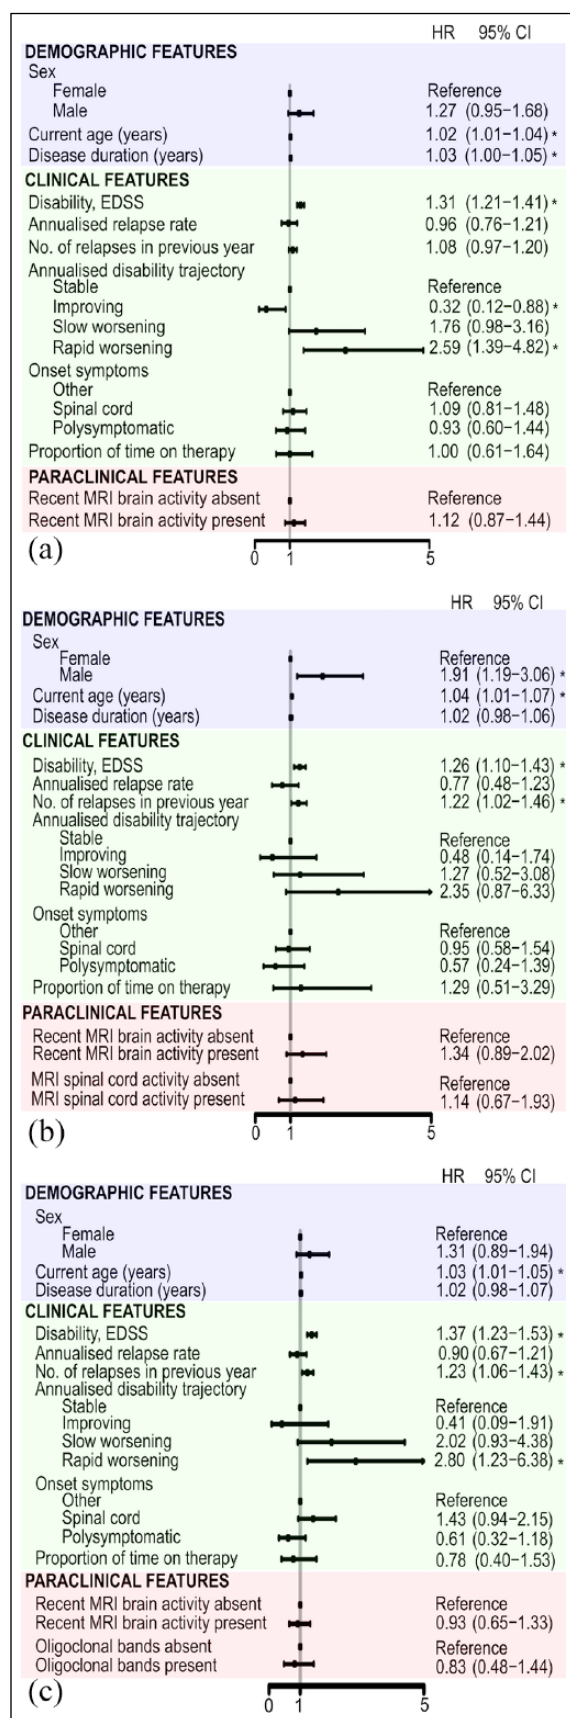 HR 95% CI
DEMOGRAPHIC FEATURES
Sex
Female Reference
Male 1.27 (0.95-1.68)
Current age (years) 1.02 (1.01-1.04) *
Disease duration (years) 1.03 (1.00-1.05) *
CLINICAL FEATURES
Disability, EDSS 1.31 (1.21-1.41) *
Annualised relapse rate 0.96 (0.76-1.21)
No. of relapses in previous year 1.08 (0.97-1.20)
Annualised disability trajectory
Stable Reference
Improving 0.32 (0.12-0.88) *
Slow worsening 1.76 (0.98-3.16)
Rapid worsening 2.59 (1.39-4.82) *
Onset symptoms
Other Reference
Spinal cord 1.09 (0.81-1.48)
Polysymptomatic 0.93 (0.60-1.44)
Proportion of time on therapy 1.00 (0.61-1.64)
PARACLINICAL FEATURES
Recent MRI brain activity absent Reference
Recent MRI brain activity present 1.12 (0.87-1.44)
(a) 0 1 5
HR 95% CI
DEMOGRAPHIC FEATURES
Sex
Female Reference
Male 1.91 (1.19-3.06) *
Current age (years) 1.04 (1.01-1.07) *
Disease duration (years) 1.02 (0.98-1.06)
CLINICAL FEATURES
Disability, EDSS 1.26 (1.10-1.43) *
Annualised relapse rate 0.77 (0.48-1.23)
No. of relapses in previous year 1.22 (1.02-1.46) *
Annualised disability trajectory
Stable Reference
Improving 0.48 (0.14-1.74)
Slow worsening 1.27 (0.52-3.08)
Rapid worsening 2.35 (0.87-6.33)
Onset symptoms
Other Reference
Spinal cord 0.95 (0.58-1.54)
Polysymptomatic 0.57 (0.24-1.39)
Proportion of time on therapy 1.29 (0.51-3.29)
PARACLINICAL FEATURES
Recent MRI brain activity absent Reference
Recent MRI brain activity present 1.34 (0.89-2.02)
MRI spinal cord activity absent Reference
MRI spinal cord activity present 1.14 (0.67-1.93)
(b) 0 1 5
HR 95% CI
DEMOGRAPHIC FEATURES
Sex
Female Reference
Male 1.31 (0.89-1.94)
Current age (years) 1.03 (1.01-1.05) *
Disease duration (years) 1.02 (0.98-1.07)
CLINICAL FEATURES
Disability, EDSS 1.37 (1.23-1.53) *
Annualised relapse rate 0.90 (0.67-1.21)
No. of relapses in previous year 1.23 (1.06-1.43) *
Annualised disability trajectory
Stable Reference
Improving 0.41 (0.09-1.91)
Slow worsening 2.02 (0.93-4.38)
Rapid worsening 2.80 (1.23-6.38) *
Onset symptoms
Other Reference
Spinal cord 1.43 (0.94-2.15)
Polysymptomatic 0.61 (0.32-1.18)
Proportion of time on therapy 0.78 (0.40-1.53)
PARACLINICAL FEATURES
Recent MRI brain activity absent Reference
Recent MRI brain activity present 0.93 (0.65-1.33)
Oligoclonal bands absent Reference
Oligoclonal bands present 0.83 (0.48-1.44)
(c) 0 1 5